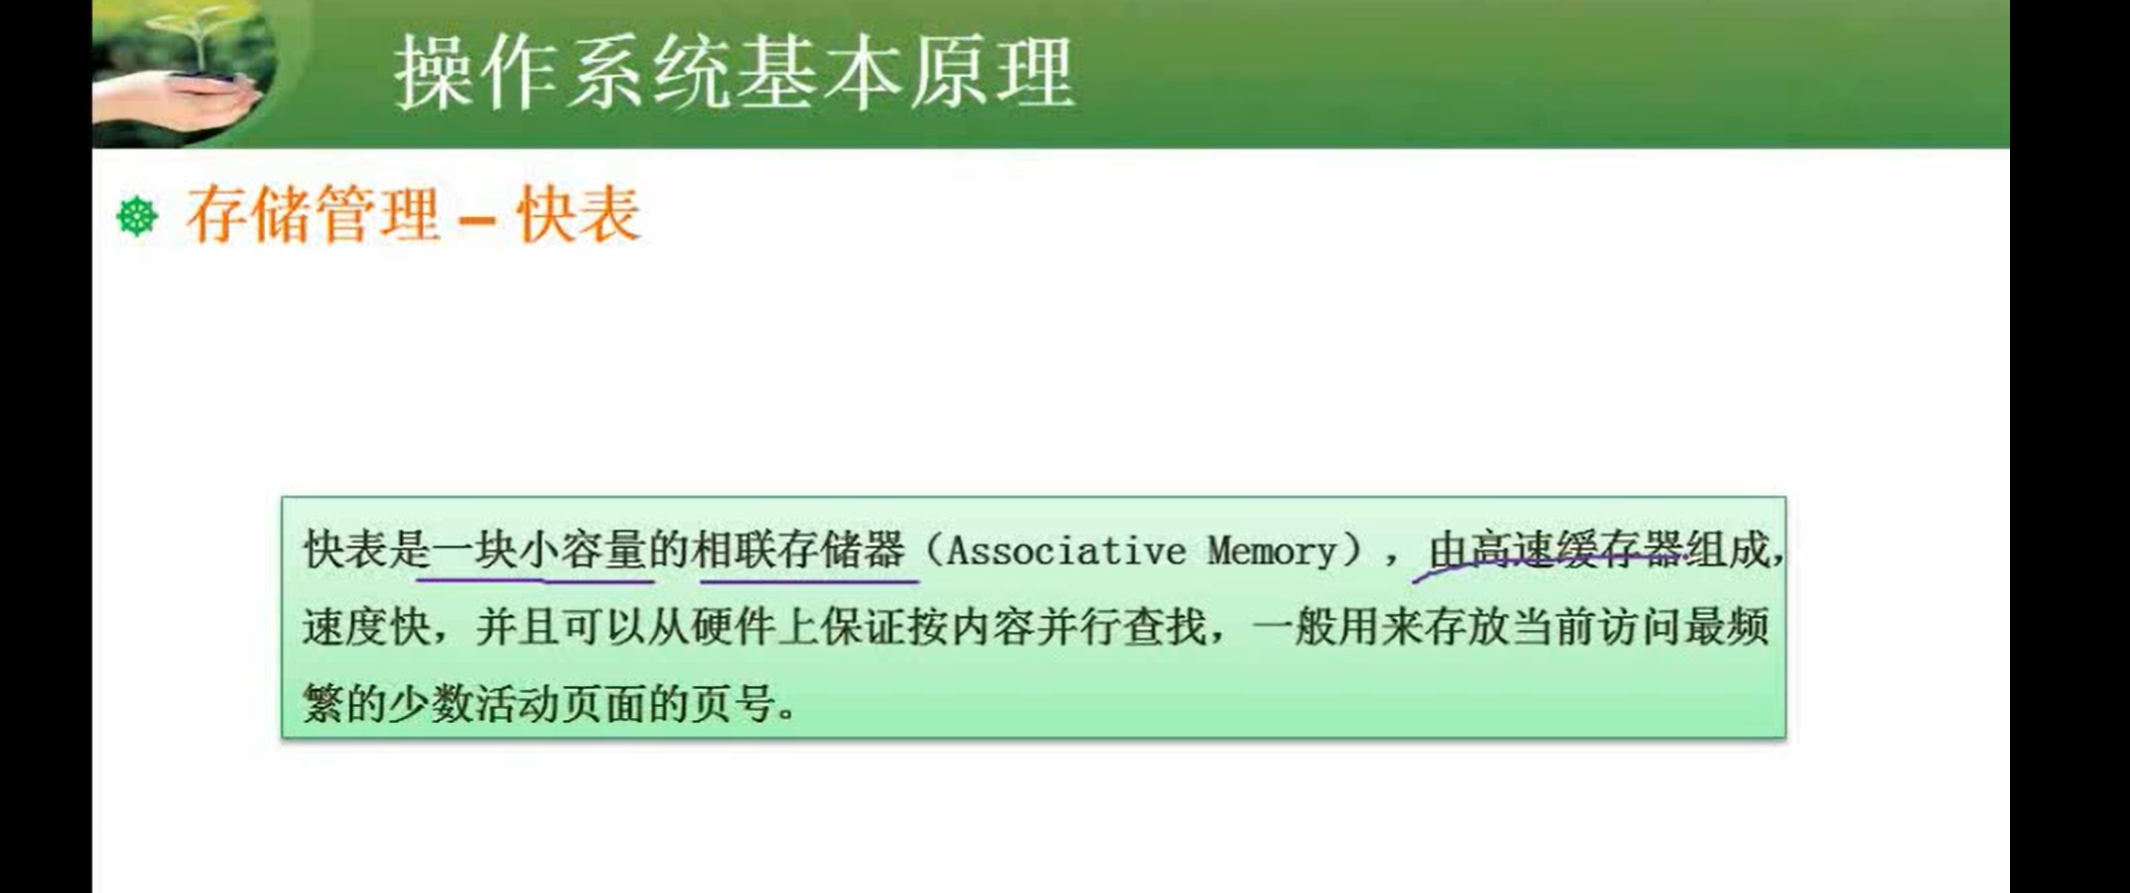 操作系统基本原理
存储管理 – 快表
快表是一块小容量的相联存储器（Associative Memory），由高速缓存器组成，
速度快，并且可以从硬件上保证按内容并行查找，一般用来存放当前访问最频
繁的少数活动页面的页号。